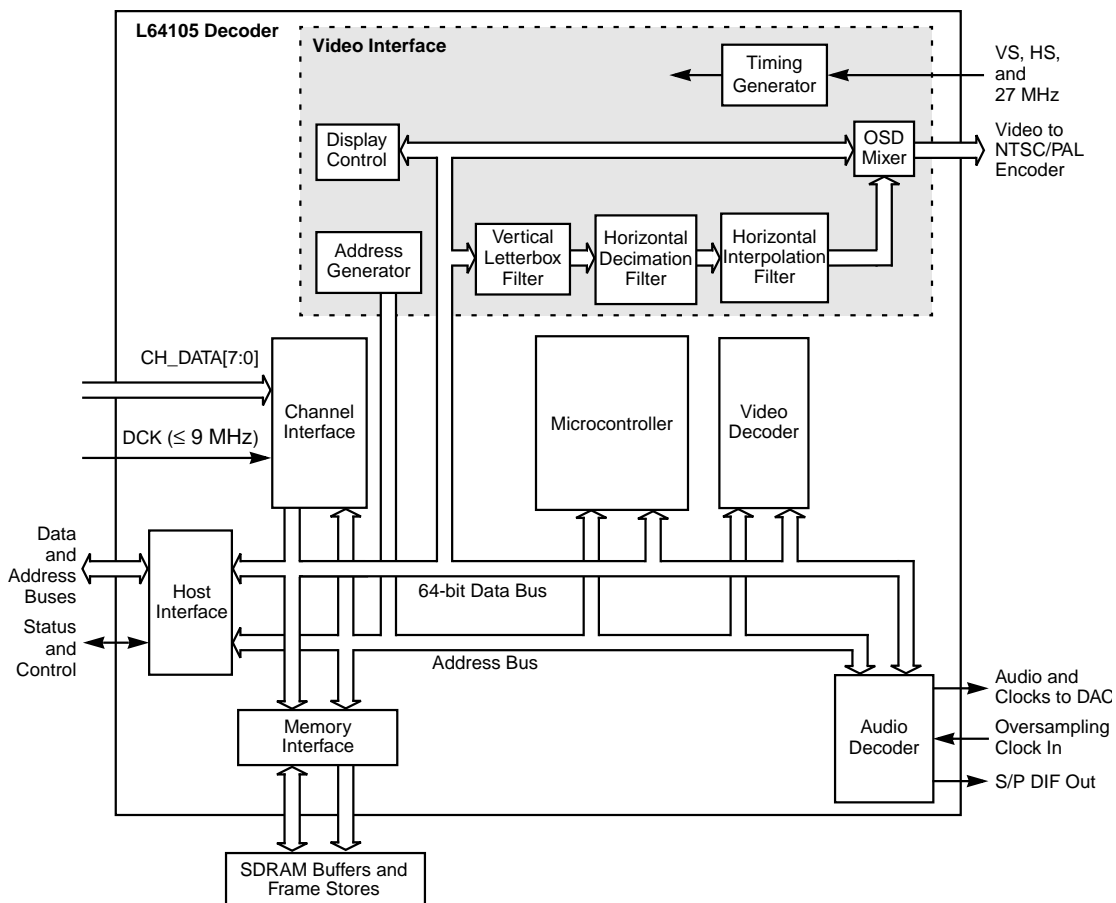 L64105 Decoder
Video Interface
Timing
Generator
VS, HS,
and
27 MHz
Display
Control
OSD
Mixer
Video to
NTSC/PAL
Encoder
Address
Generator
Vertical
Letterbox
Filter
Horizontal
Decimation
Filter
Horizontal
Interpolation
Filter
CH_DATA[7:0]
DCK (≤ 9 MHz)
Channel
Interface
Microcontroller
Video
Decoder
Data
and
Address
Buses
Status
and
Control
Host
Interface
64-bit Data Bus
Address Bus
Memory
Interface
Audio
Decoder
Audio and
Clocks to DAC
Oversampling
Clock In
S/P DIF Out
SDRAM Buffers and
Frame Stores